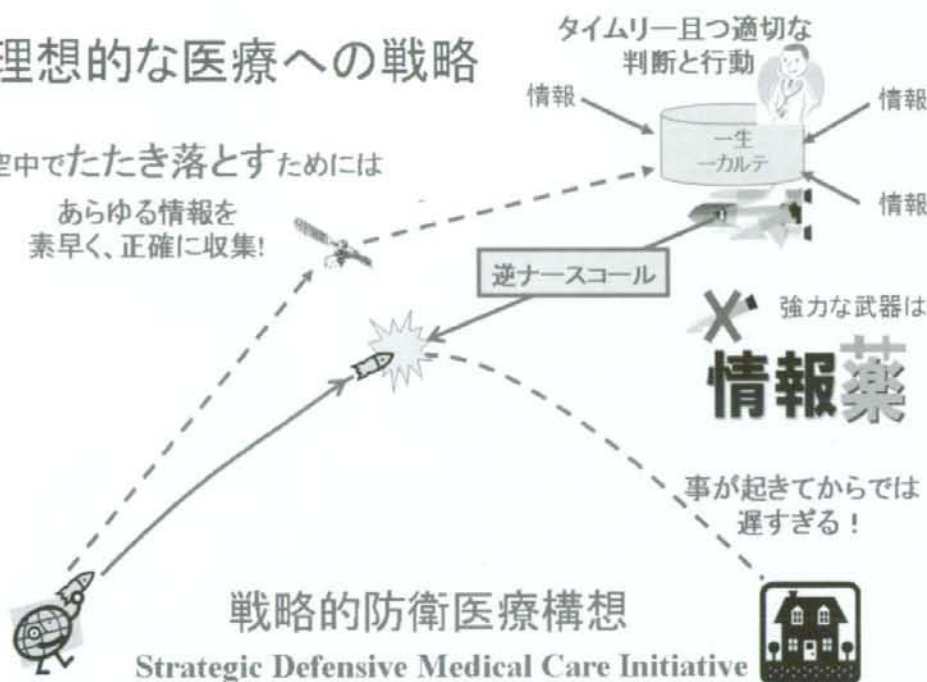 理想的な医療への戦略
タイムリー且つ適切な
判断と行動
情報
情報
一生
一カルテ
情報
空中でたたき落とすためには
あらゆる情報を
素早く、正確に収集!
逆ナースコール
強力な武器は
情報薬
事が起きてからでは
遅すぎる!
戦略的防衛医療構想
Strategic Defensive Medical Care Initiative